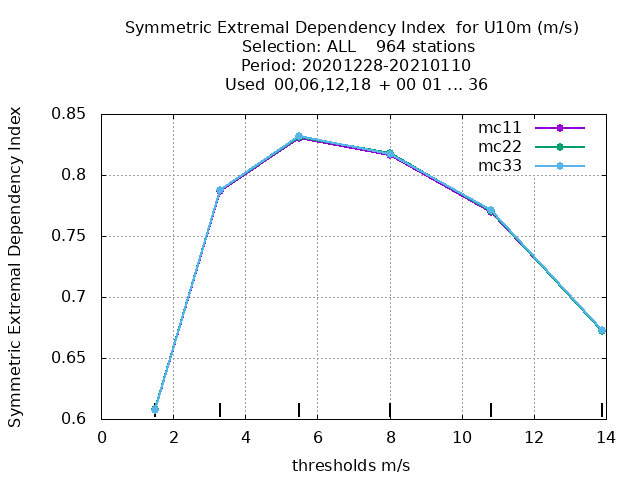 Symmetric Extremal Dependency Index  for U10m (m/s)
Selection: ALL    964 stations
Period: 20201228-20210110
Used  00,06,12,18  + 00 01 ... 36
mc11
mc22
mc33
Symmetric Extremal Dependency Index
0.85
0.8
0.75
0.7
0.65
0.6
0 2 4 6 8 10 12 14
thresholds m/s